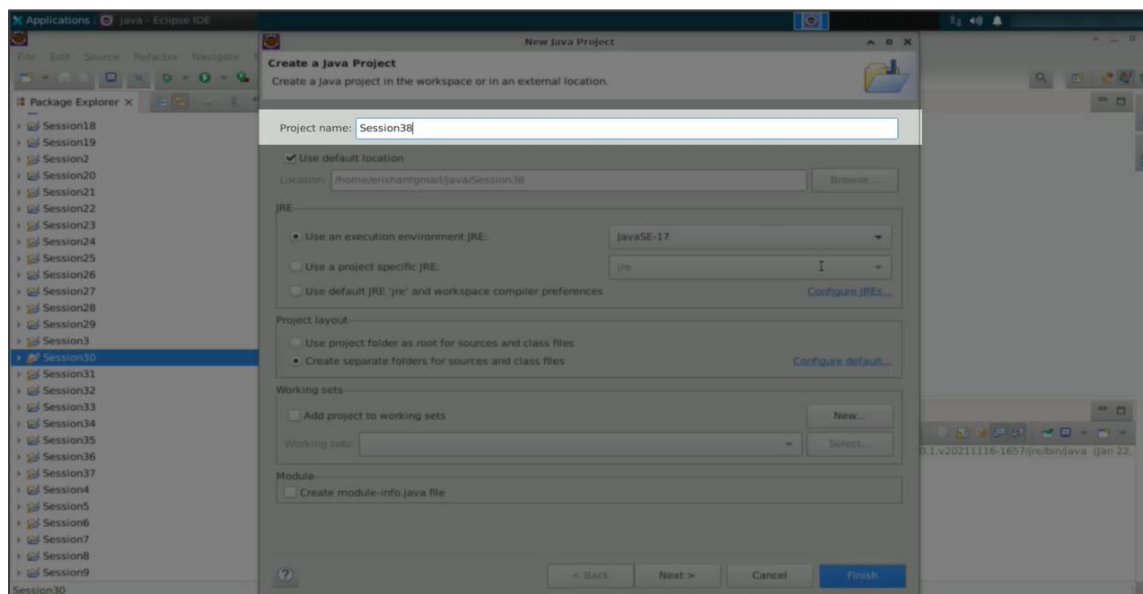 Applications java - Eclipse IDE
New Java Project
File Edit Source Refactor Navigate
Create a Java Project
Create a Java project in the workspace or in an external location.
Package Explorer
Project name: Session38
Session18
Session19
Session2
Session20
Session21
Session22
Session23
Session24
Session25
Session26
Session27
Session28
Session29
Session3
Session30
Session31
Session32
Session33
Session34
Session35
Session36
Session37
Session4
Session5
Session6
Session7
Session8
Session9
Session30
Use default location
Location: /home/erishantgmail/java/Session38 Browse...
JRE
Use an execution environment JRE: JavaSE-17
Use a project specific JRE: jre
Use default JRE 'jre' and workspace compiler preferences Configure JREs...
Project layout
Use project folder as root for sources and class files
Create separate folders for sources and class files Configure default...
Working sets
Add project to working sets New...
Working sets: Select...
Module
Create module-info.java file
? < Back Next > Cancel Finish
0.1.v20211116-1657/jre/bin/java (Jan 22,